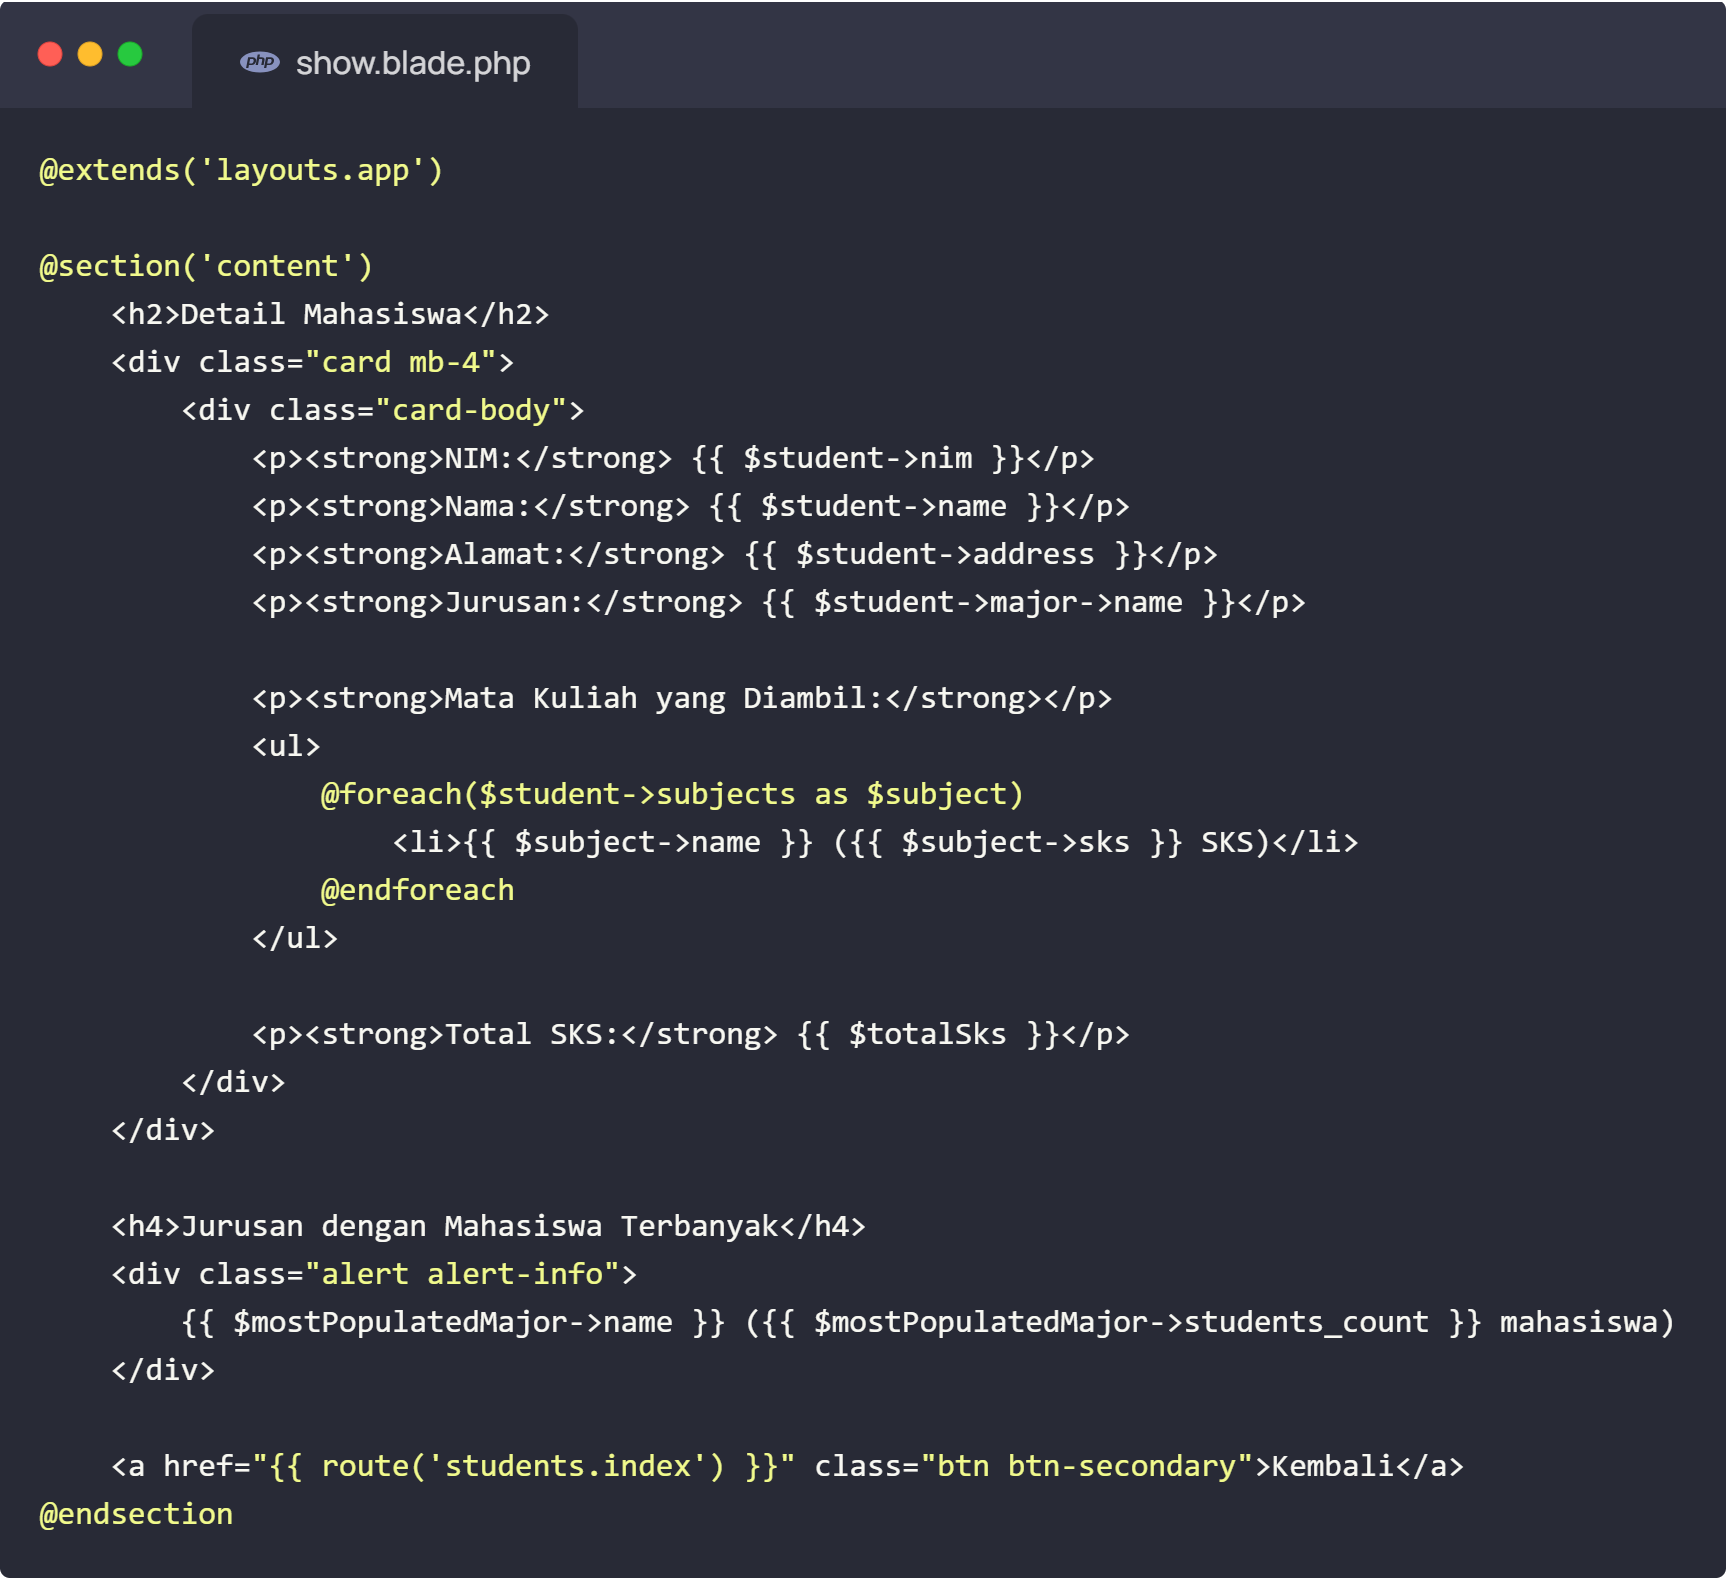 php show.blade.php
@extends('layouts.app')
@section('content')
    <h2>Detail Mahasiswa</h2>
    <div class="card mb-4">
        <div class="card-body">
            <p><strong>NIM:</strong> {{ $student->nim }}</p>
            <p><strong>Nama:</strong> {{ $student->name }}</p>
            <p><strong>Alamat:</strong> {{ $student->address }}</p>
            <p><strong>Jurusan:</strong> {{ $student->major->name }}</p>
            <p><strong>Mata Kuliah yang Diambil:</strong></p>
            <ul>
                @foreach($student->subjects as $subject)
                    <li>{{ $subject->name }} ({{ $subject->sks }} SKS)</li>
                @endforeach
            </ul>
            <p><strong>Total SKS:</strong> {{ $totalSks }}</p>
        </div>
    </div>
    <h4>Jurusan dengan Mahasiswa Terbanyak</h4>
    <div class="alert alert-info">
        {{ $mostPopulatedMajor->name }} ({{ $mostPopulatedMajor->students_count }} mahasiswa)
    </div>
    <a href="{{ route('students.index') }}" class="btn btn-secondary">Kembali</a>
@endsection